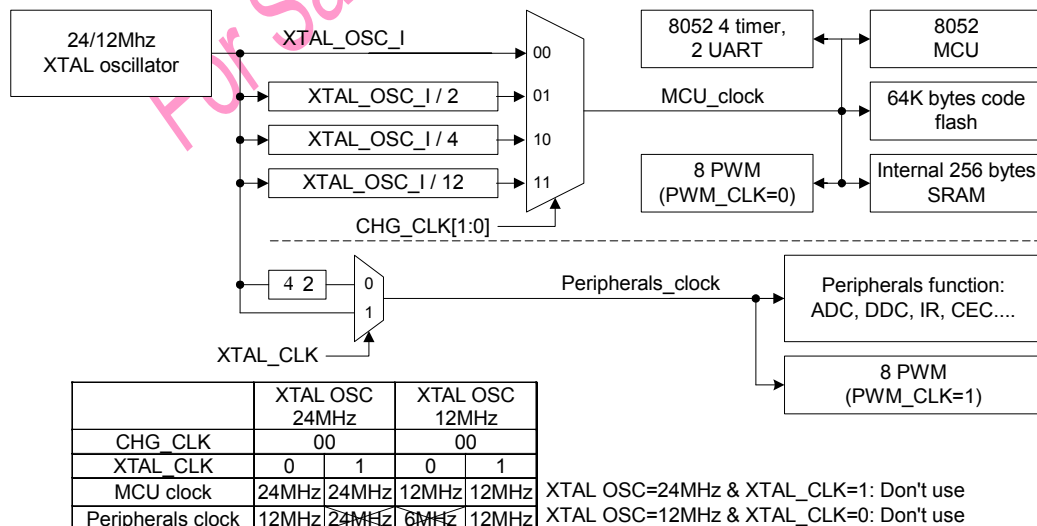 For Sa
24/12Mhz
XTAL oscillator
XTAL_OSC_I
XTAL_OSC_I / 2
XTAL_OSC_I / 4
XTAL_OSC_I / 12
00
01
10
11
CHG_CLK[1:0]
MCU_clock
8052 4 timer,
2 UART
8052
MCU
64K bytes code
flash
8 PWM
(PWM_CLK=0)
Internal 256 bytes
SRAM
4 2
0
1
XTAL_CLK
Peripherals_clock
Peripherals function:
ADC, DDC, IR, CEC....
8 PWM
(PWM_CLK=1)
XTAL OSC 24MHz XTAL OSC 12MHz
CHG_CLK 00 00
XTAL_CLK 0 1 0 1
MCU clock 24MHz 24MHz 12MHz 12MHz
Peripherals clock 12MHz 24MHz 6MHz 12MHz
XTAL OSC=24MHz & XTAL_CLK=1: Don't use
XTAL OSC=12MHz & XTAL_CLK=0: Don't use